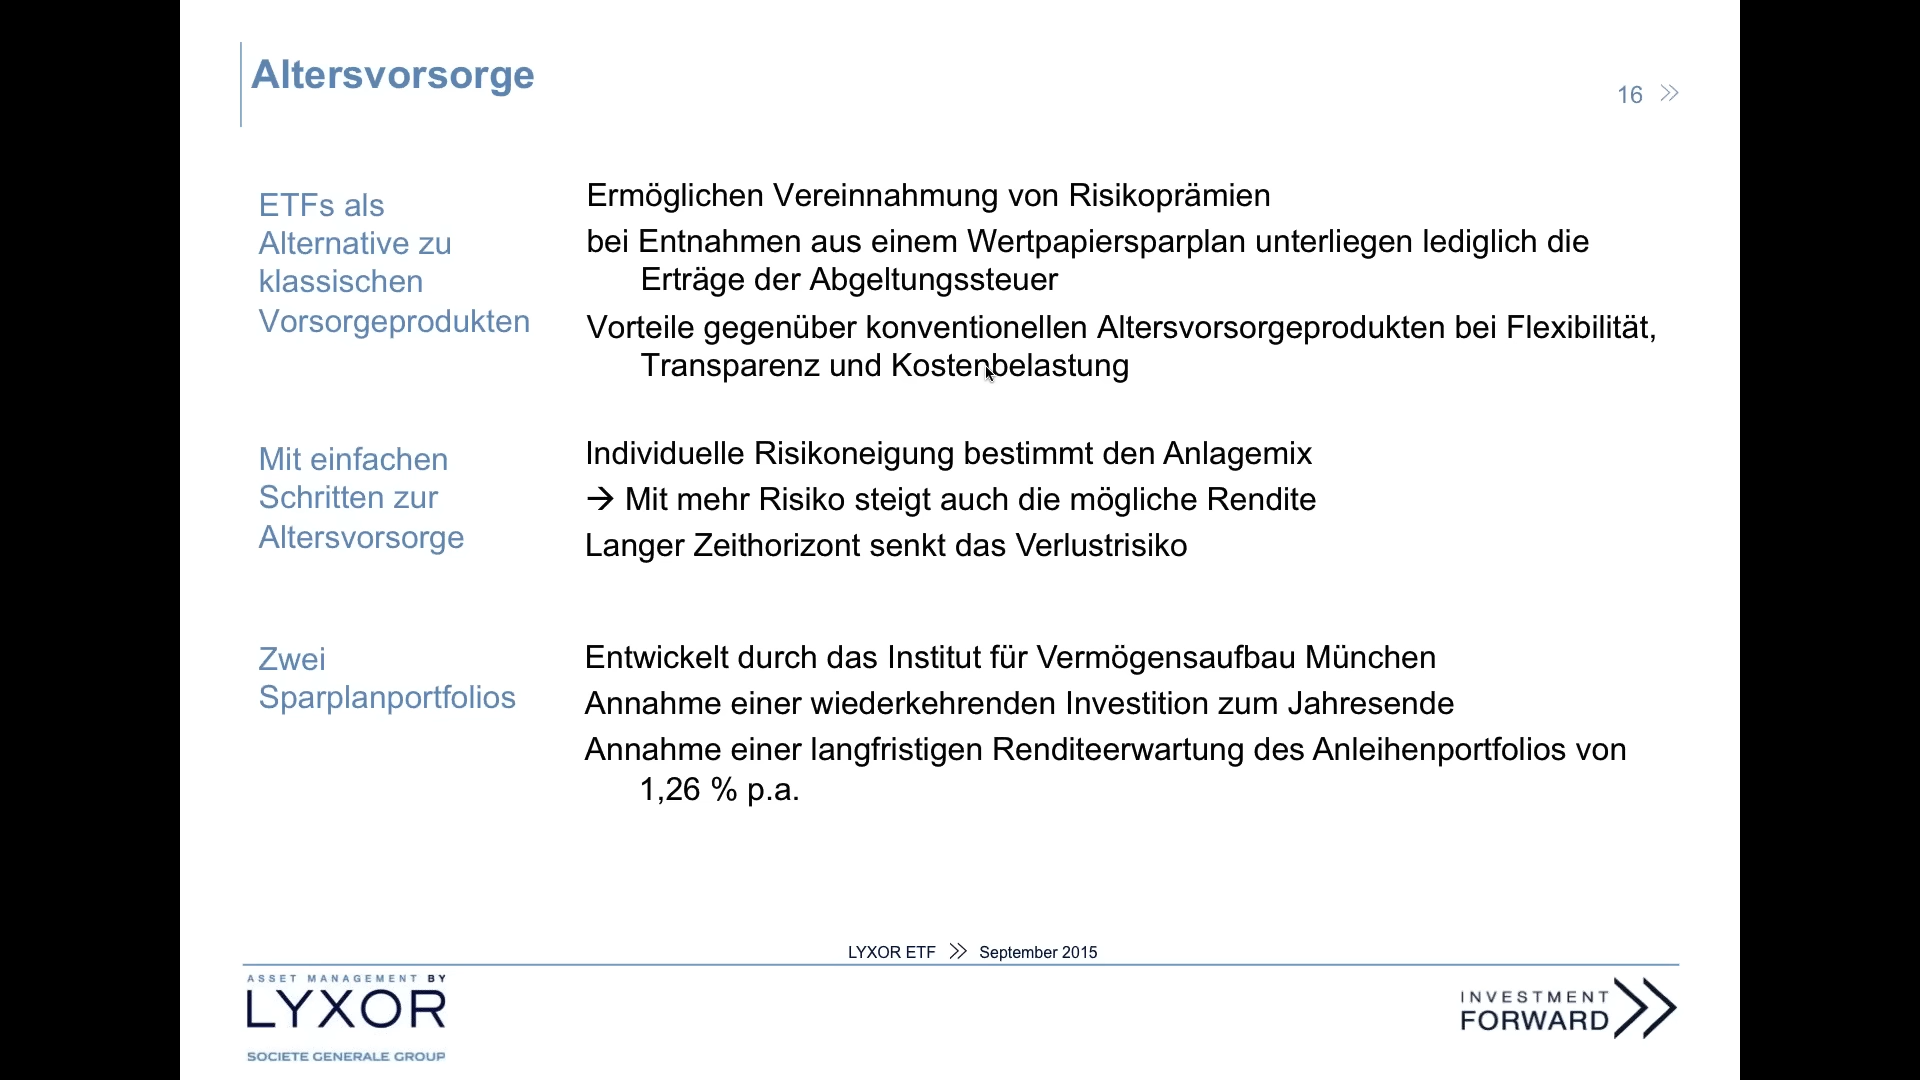 Altersvorsorge
16
ETFs als
Alternative zu
klassischen
Vorsorgeprodukten
Ermöglichen Vereinnahmung von Risikoprämien
bei Entnahmen aus einem Wertpapiersparplan unterliegen lediglich die
Erträge der Abgeltungssteuer
Vorteile gegenüber konventionellen Altersvorsorgeprodukten bei Flexibilität,
Transparenz und Kostenbelastung
Mit einfachen
Schritten zur
Altersvorsorge
Individuelle Risikoneigung bestimmt den Anlagemix
→ Mit mehr Risiko steigt auch die mögliche Rendite
Langer Zeithorizont senkt das Verlustrisiko
Zwei
Sparplanportfolios
Entwickelt durch das Institut für Vermögensaufbau München
Annahme einer wiederkehrenden Investition zum Jahresende
Annahme einer langfristigen Renditeerwartung des Anleihenportfolios von
1,26 % p.a.
LYXOR ETF September 2015
ASSET MANAGEMENT BY
LYXOR
SOCIETE GENERALE GROUP
INVESTMENT
FORWARD